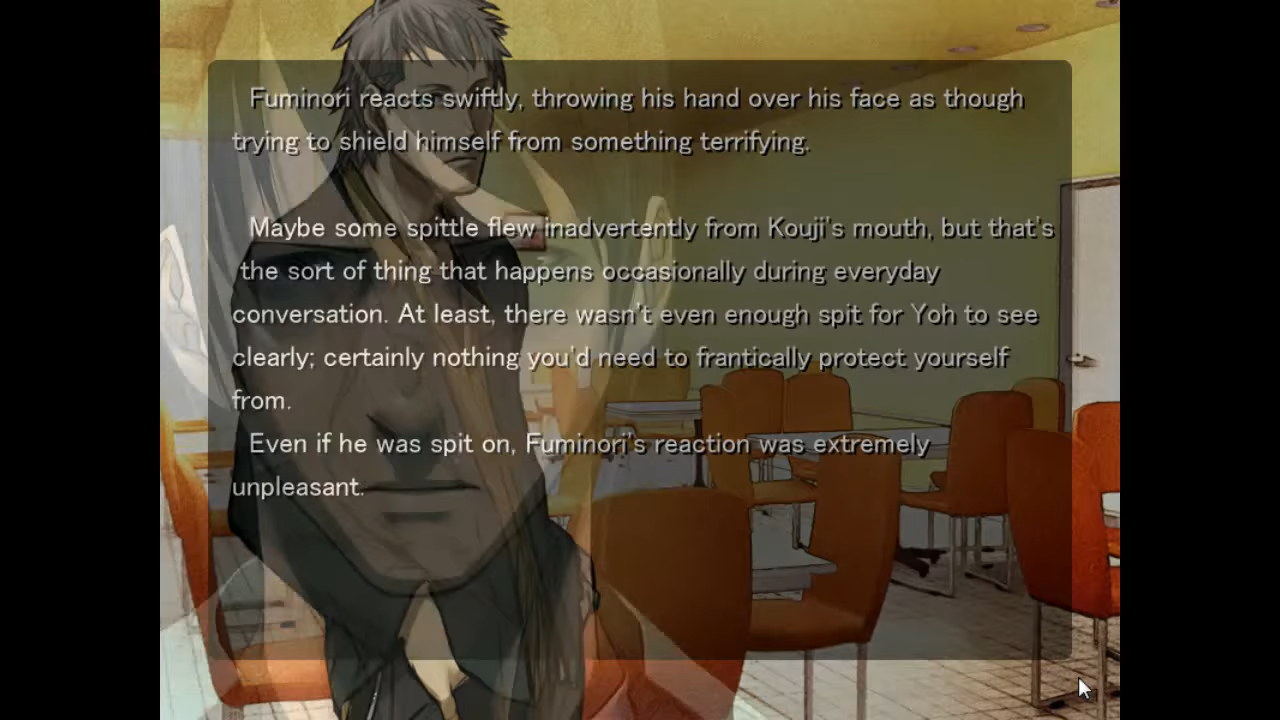 Fuminori reacts swiftly, throwing his hand over his face as though
trying to shield himself from something terrifying.
Maybe some spittle flew inadvertently from Kouji's mouth, but that's
the sort of thing that happens occasionally during everyday
conversation. At least, there wasn't even enough spit for Yoh to see
clearly; certainly nothing you'd need to frantically protect yourself
from.
Even if he was spit on, Fuminori's reaction was extremely
unpleasant.